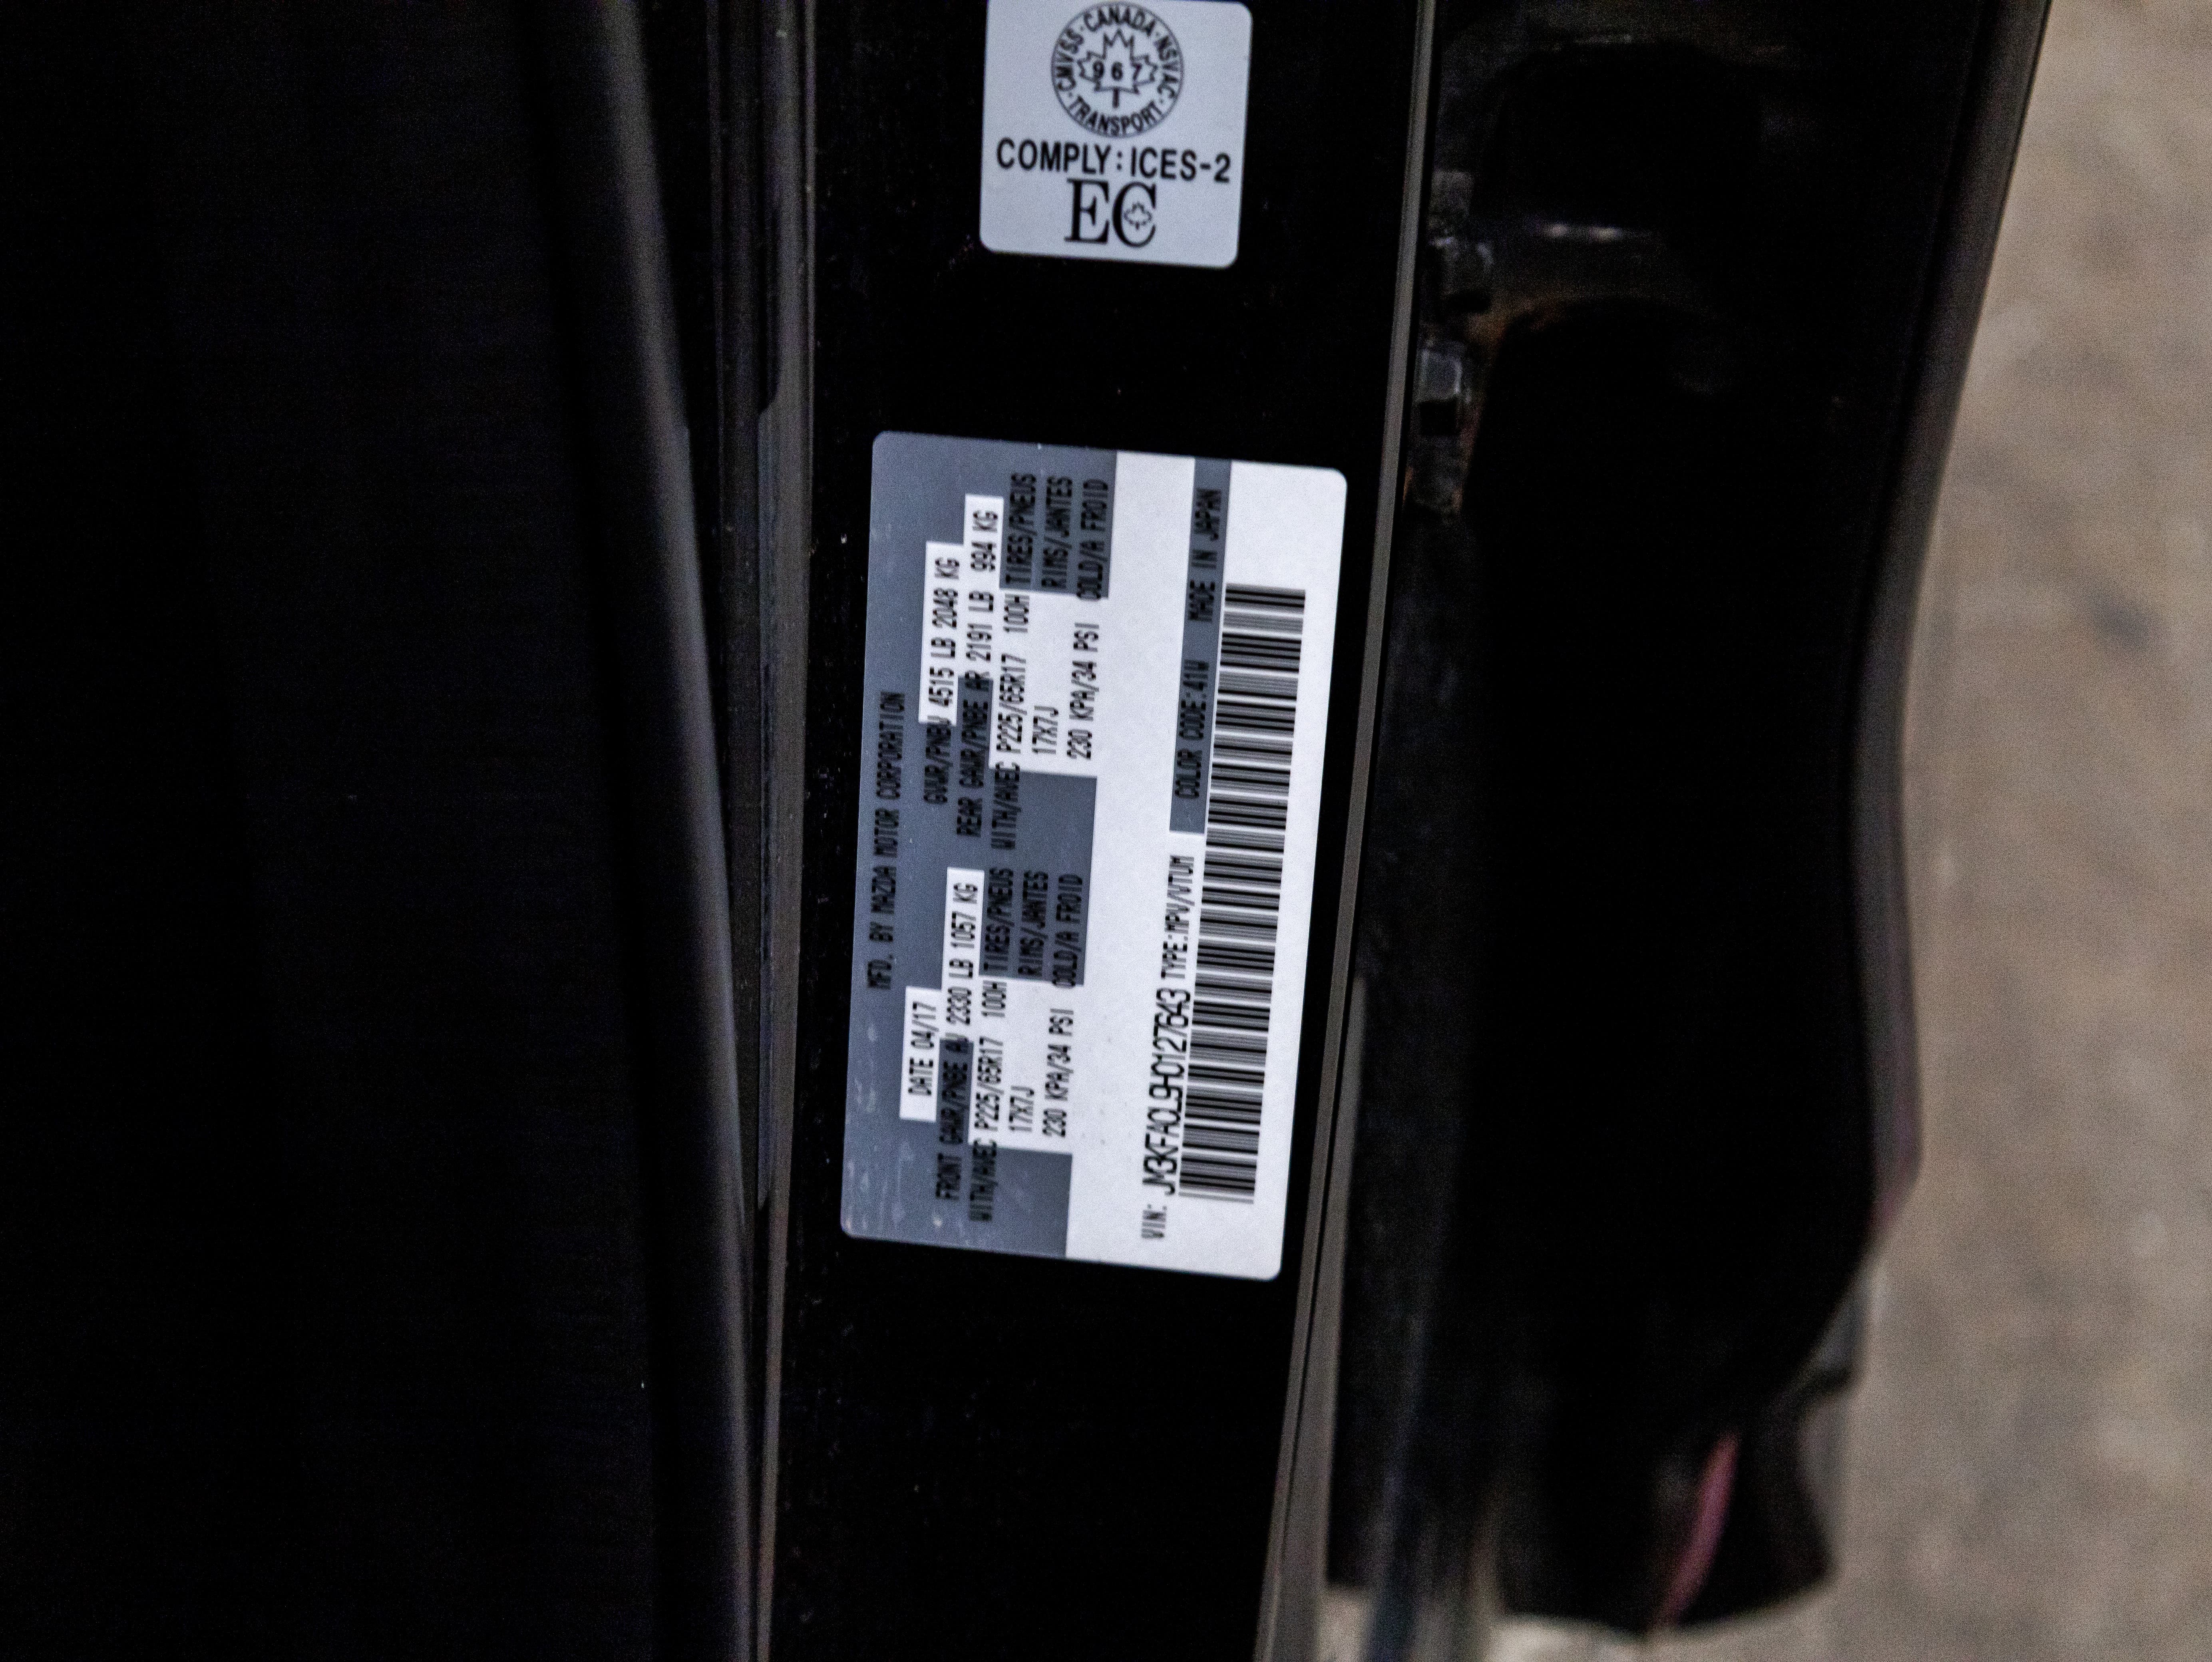 CMVSS · CANADA · NSVAC · TRANSPORT ·
967
COMPLY: ICES-2
EC
MFD. BY MAZDA MOTOR CORPORATION
DATE 04/17 GVWR/PNBV 4515 LB 2048 KG
FRONT GAWR/PNBE AV 2330 LB 1057 KG REAR GAWR/PNBE AR 2191 LB 994 KG
WITH/AVEC P225/65R17 100H TIRES/PNEUS WITH/AVEC P225/65R17 100H TIRES/PNEUS
17X7J RIMS/JANTES 17X7J RIMS/JANTES
230 KPA/34 PSI COLD/A FROID 230 KPA/34 PSI COLD/A FROID
VIN: JM3KFACL9H0127643 TYPE:MPV/VTUM COLOR CODE:41W MADE IN JAPAN